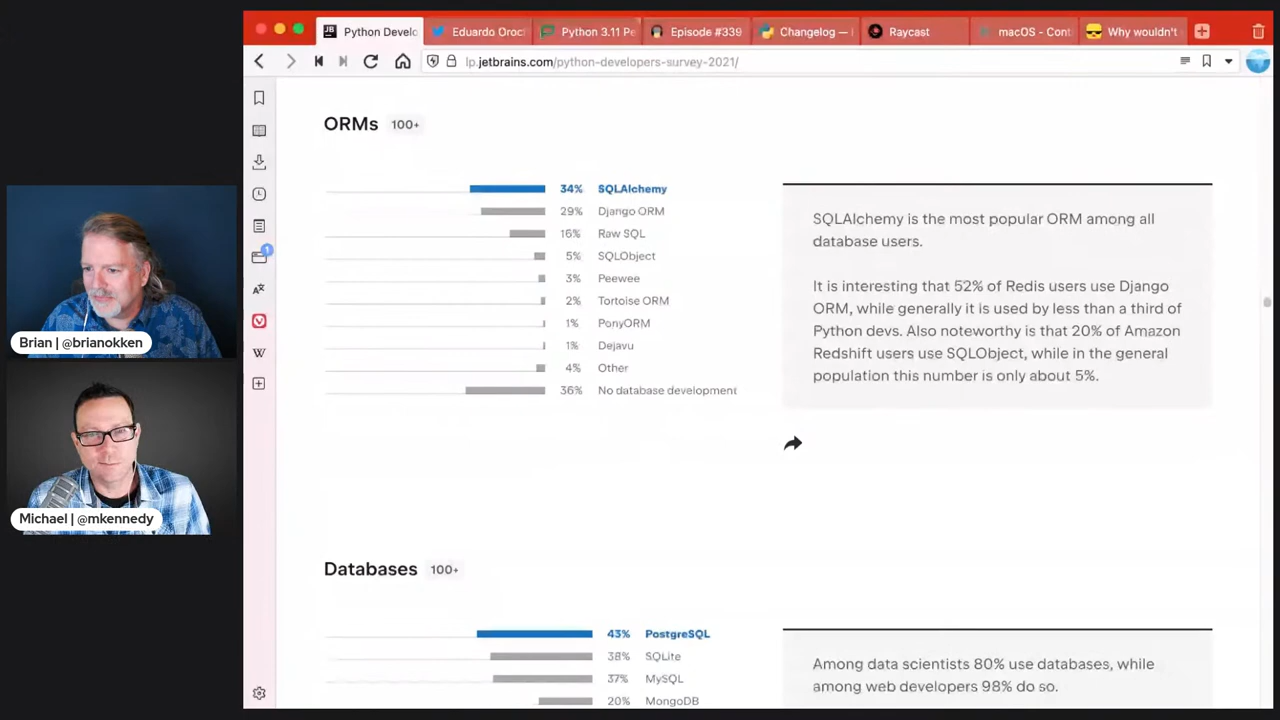 Python Develo
Eduardo Oroc
Python 3.11 Pe
Episode #339
Changelog —
Raycast
macOS - Cont
Why wouldn't
lp.jetbrains.com/python-developers-survey-2021/
ORMs 100+
34% SQLAlchemy
29% Django ORM
16% Raw SQL
5% SQLObject
3% Peewee
2% Tortoise ORM
1% PonyORM
1% Dejavu
4% Other
36% No database development
SQLAlchemy is the most popular ORM among all
database users.
It is interesting that 52% of Redis users use Django
ORM, while generally it is used by less than a third of
Python devs. Also noteworthy is that 20% of Amazon
Redshift users use SQLObject, while in the general
population this number is only about 5%.
Databases 100+
43% PostgreSQL
38% SQLite
37% MySQL
20% MongoDB
Among data scientists 80% use databases, while
among web developers 98% do so.
Brian | @brianokken
Michael | @mkennedy
1
W
JB